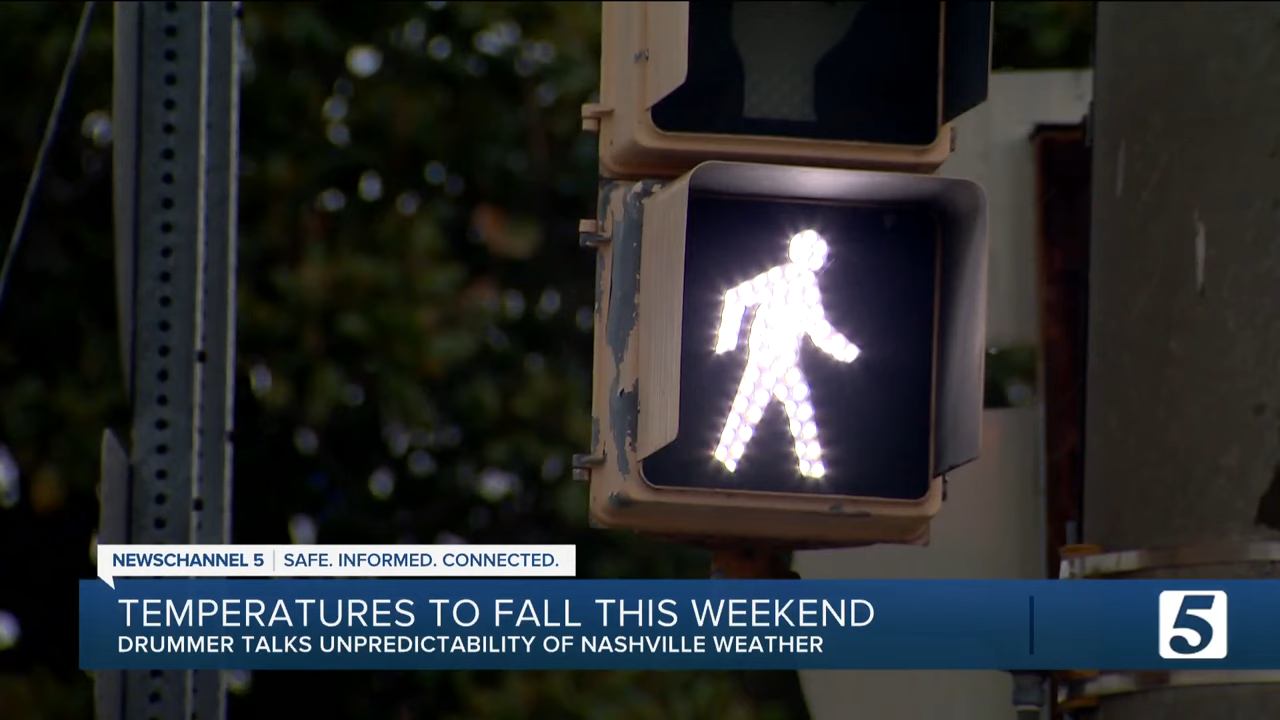 NEWSCHANNEL 5 | SAFE. INFORMED. CONNECTED.
TEMPERATURES TO FALL THIS WEEKEND
DRUMMER TALKS UNPREDICTABILITY OF NASHVILLE WEATHER
5